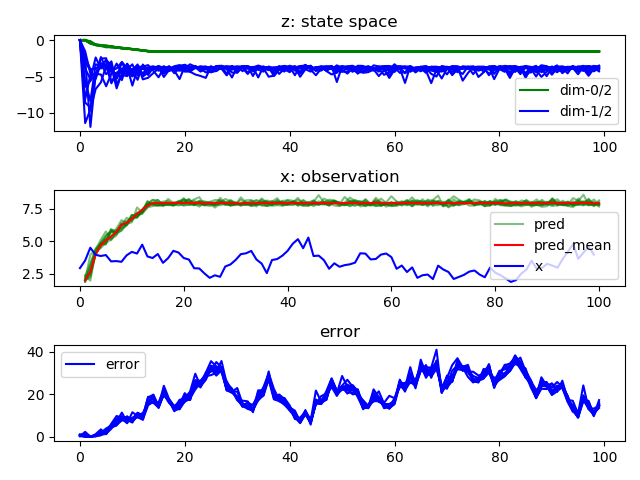 z: state space
0
−5
−10
dim-0/2
dim-1/2
0 20 40 60 80 100
x: observation
7.5
5.0
2.5
pred
pred_mean
x
0 20 40 60 80 100
error
40
20
0
error
0 20 40 60 80 100